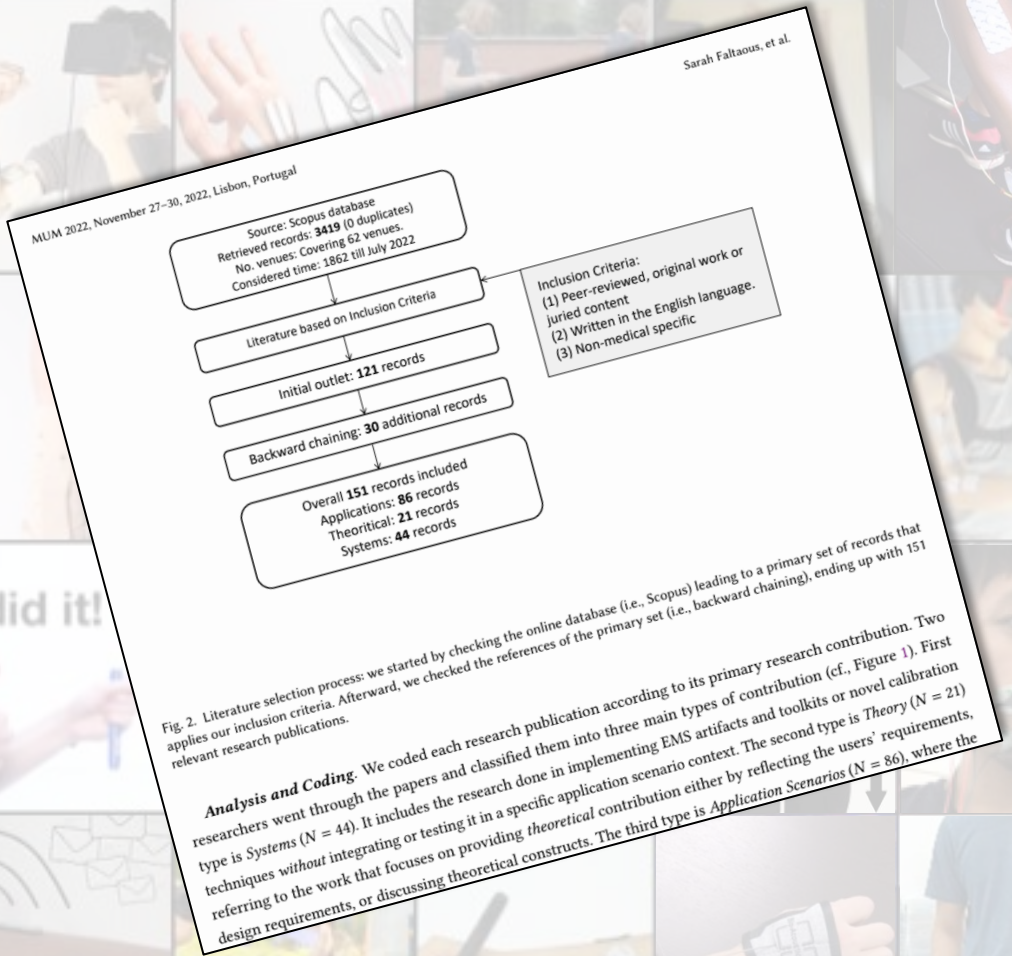 Sarah Faltaous, et al.
MUM 2022, November 27–30, 2022, Lisbon, Portugal
Source: Scopus database
Retrieved records: 3419 (0 duplicates)
No. venues: Covering 62 venues.
Considered time: 1862 till July 2022
Literature based on Inclusion Criteria
Inclusion Criteria:
(1) Peer-reviewed, original work or
juried content
(2) Written in the English language.
(3) Non-medical specific
Initial outlet: 121 records
Backward chaining: 30 additional records
Overall 151 records included
Applications: 86 records
Theoritical: 21 records
Systems: 44 records
Fig. 2. Literature selection process: we started by checking the online database (i.e., Scopus) leading to a primary set of records that
applies our inclusion criteria. Afterward, we checked the references of the primary set (i.e., backward chaining), ending up with 151
relevant research publications.
Analysis and Coding. We coded each research publication according to its primary research contribution. Two
researchers went through the papers and classified them into three main types of contribution (cf., Figure 1). First
type is Systems (N = 44). It includes the research done in implementing EMS artifacts and toolkits or novel calibration
techniques without integrating or testing it in a specific application scenario context. The second type is Theory (N = 21)
referring to the work that focuses on providing theoretical contribution either by reflecting the users' requirements,
design requirements, or discussing theoretical constructs. The third type is Application Scenarios (N = 86), where the
did it!